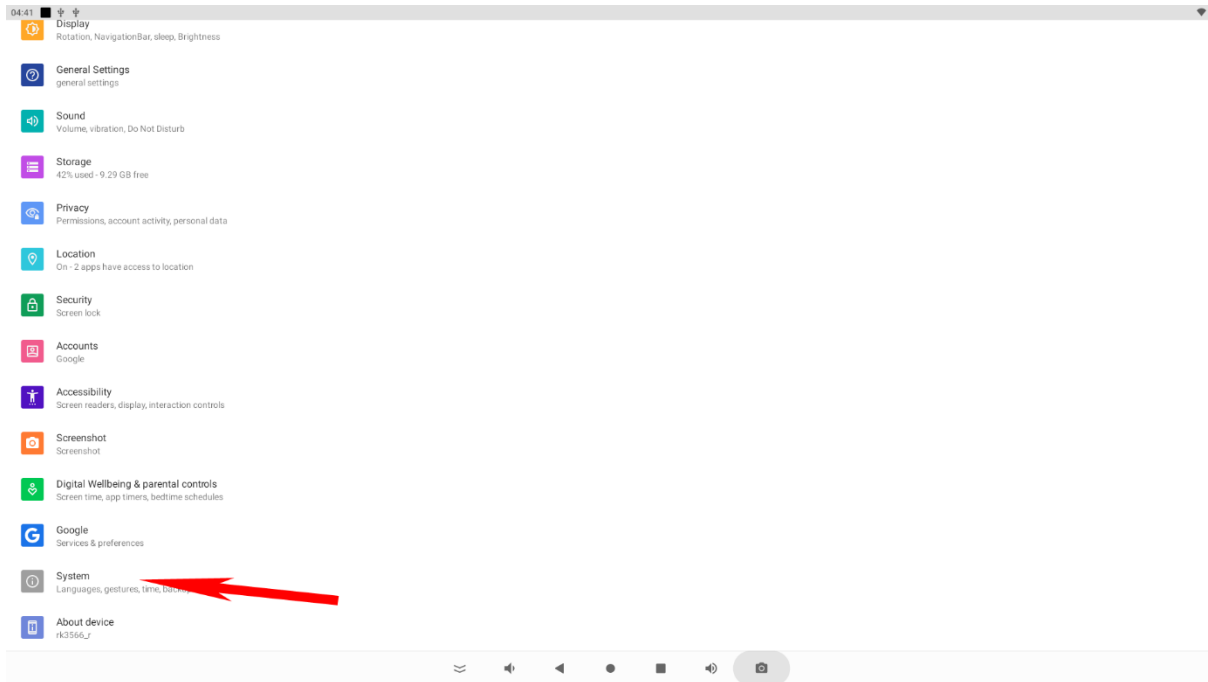 04:41
Display
Rotation, NavigationBar, sleep, Brightness
General Settings
general settings
Sound
Volume, vibration, Do Not Disturb
Storage
42% used - 9.29 GB free
Privacy
Permissions, account activity, personal data
Location
On - 2 apps have access to location
Security
Screen lock
Accounts
Google
Accessibility
Screen readers, display, interaction controls
Screenshot
Screenshot
Digital Wellbeing & parental controls
Screen time, app timers, bedtime schedules
Google
Services & preferences
System
Languages, gestures, time,
About device
rk3566_r